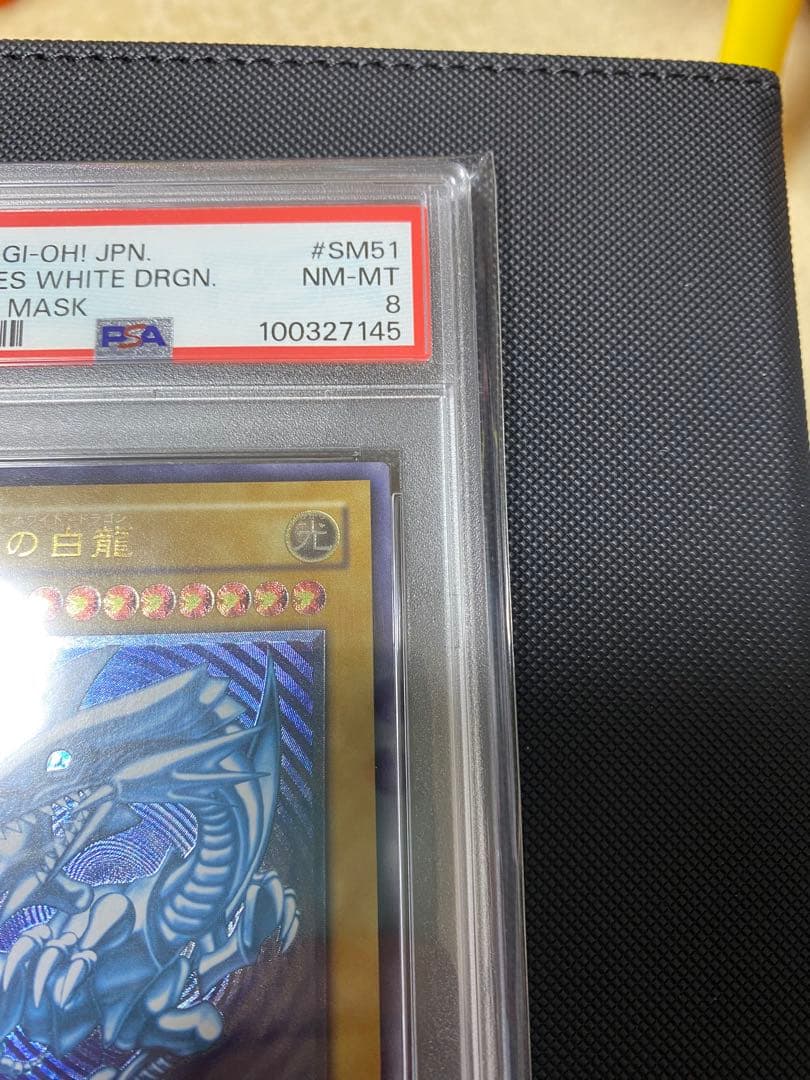 GI-OH! JPN. #SM51
ES WHITE DRGN. NM-MT
MASK 8
PSA 100327145
の白龍 光